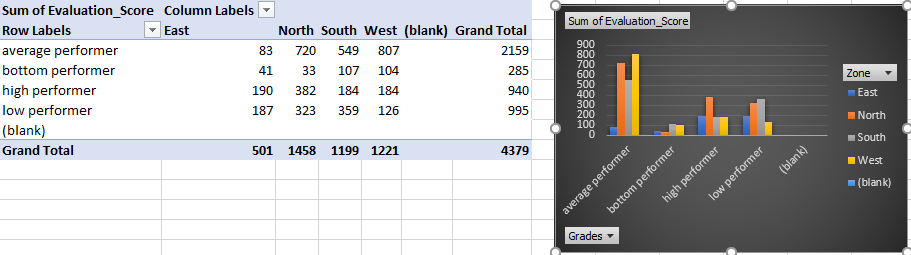 Sum of Evaluation_Score Column Labels
Row Labels East North South West (blank) Grand Total
average performer 83 720 549 807 2159
bottom performer 41 33 107 104 285
high performer 190 382 184 184 940
low performer 187 323 359 126 995
(blank)
Grand Total 501 1458 1199 1221 4379
Sum of Evaluation_Score
900
800
700
600
500
400
300
200
100
0
average performer
bottom performer
high performer
low performer
(blank)
Zone
East
North
South
West
(blank)
Grades